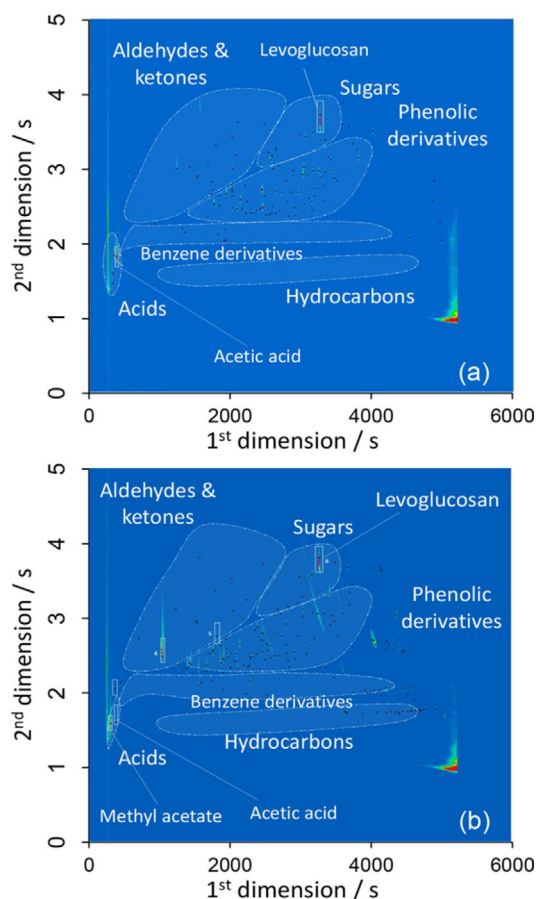 5
Aldehydes &
ketones
Levoglucosan
4
Sugars
Phenolic
derivatives
3
2nd dimension / s
2
Benzene derivatives
Hydrocarbons
Acids
1
Acetic acid
(a)
0
0 2000 4000 6000
1st dimension / s
5
Aldehydes &
ketones
Levoglucosan
Sugars
4
Phenolic
derivatives
3
2nd dimension / s
2
Benzene derivatives
Acids
Hydrocarbons
1
Methyl acetate
Acetic acid
(b)
0
0 2000 4000 6000
1st dimension / s